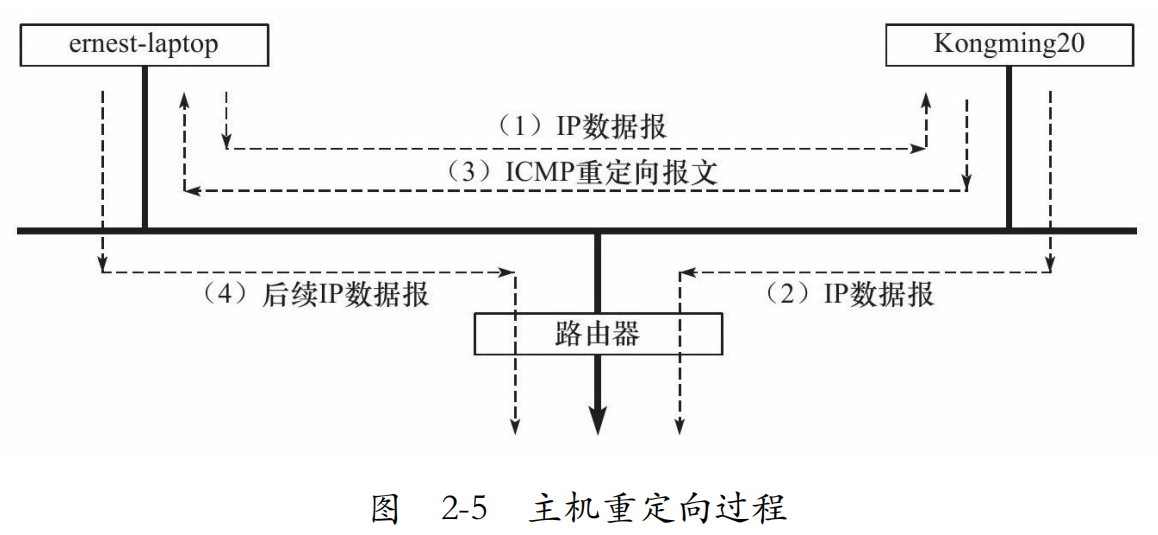 ernest-laptop
Kongming20
（1）IP数据报
（3）ICMP重定向报文
（4）后续IP数据报
（2）IP数据报
路由器
图 2-5 主机重定向过程